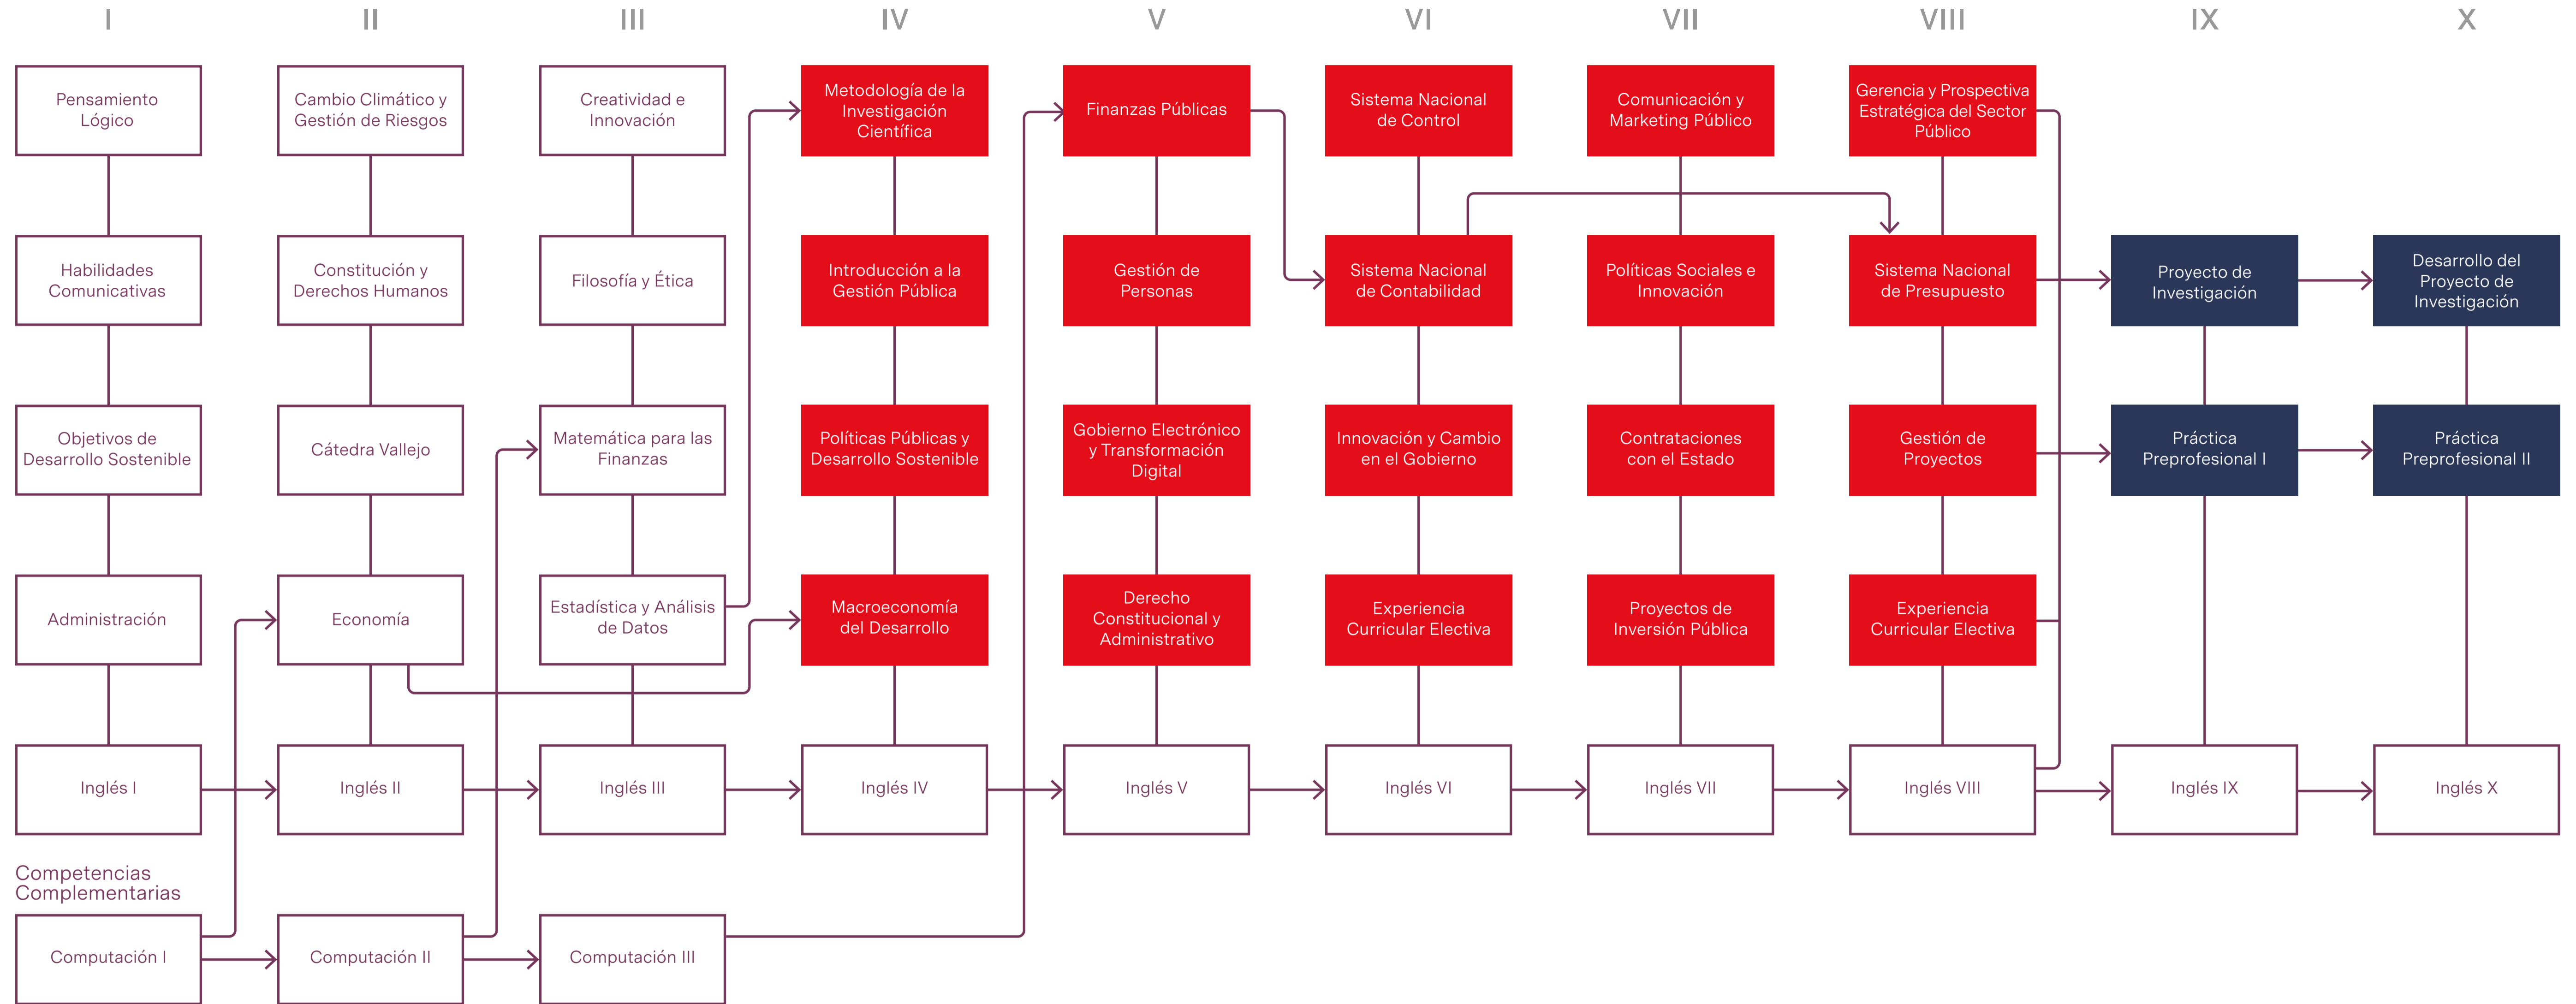 I
II
III
IV
V
VI
VII
VIII
IX
X
Pensamiento
Lógico
Habilidades
Comunicativas
Objetivos de
Desarrollo Sostenible
Administración
Inglés I
Competencias
Complementarias
Computación I
Cambio Climático y
Gestión de Riesgos
Constitución y
Derechos Humanos
Cátedra Vallejo
Economía
Inglés II
Computación II
Creatividad e
Innovación
Filosofía y Ética
Matemática para las
Finanzas
Estadística y Análisis
de Datos
Inglés III
Computación III
Metodología de la
Investigación
Científica
Introducción a la
Gestión Pública
Políticas Públicas y
Desarrollo Sostenible
Macroeconomía
del Desarrollo
Inglés IV
Finanzas Públicas
Gestión de
Personas
Gobierno Electrónico
y Transformación
Digital
Derecho
Constitucional y
Administrativo
Inglés V
Sistema Nacional
de Control
Sistema Nacional
de Contabilidad
Innovación y Cambio
en el Gobierno
Experiencia
Curricular Electiva
Inglés VI
Comunicación y
Marketing Público
Políticas Sociales e
Innovación
Contrataciones
con el Estado
Proyectos de
Inversión Pública
Inglés VII
Gerencia y Prospectiva
Estratégica del Sector
Público
Sistema Nacional
de Presupuesto
Gestión de
Proyectos
Experiencia
Curricular Electiva
Inglés VIII
Proyecto de
Investigación
Práctica
Preprofesional I
Inglés IX
Desarrollo del
Proyecto de
Investigación
Práctica
Preprofesional II
Inglés X